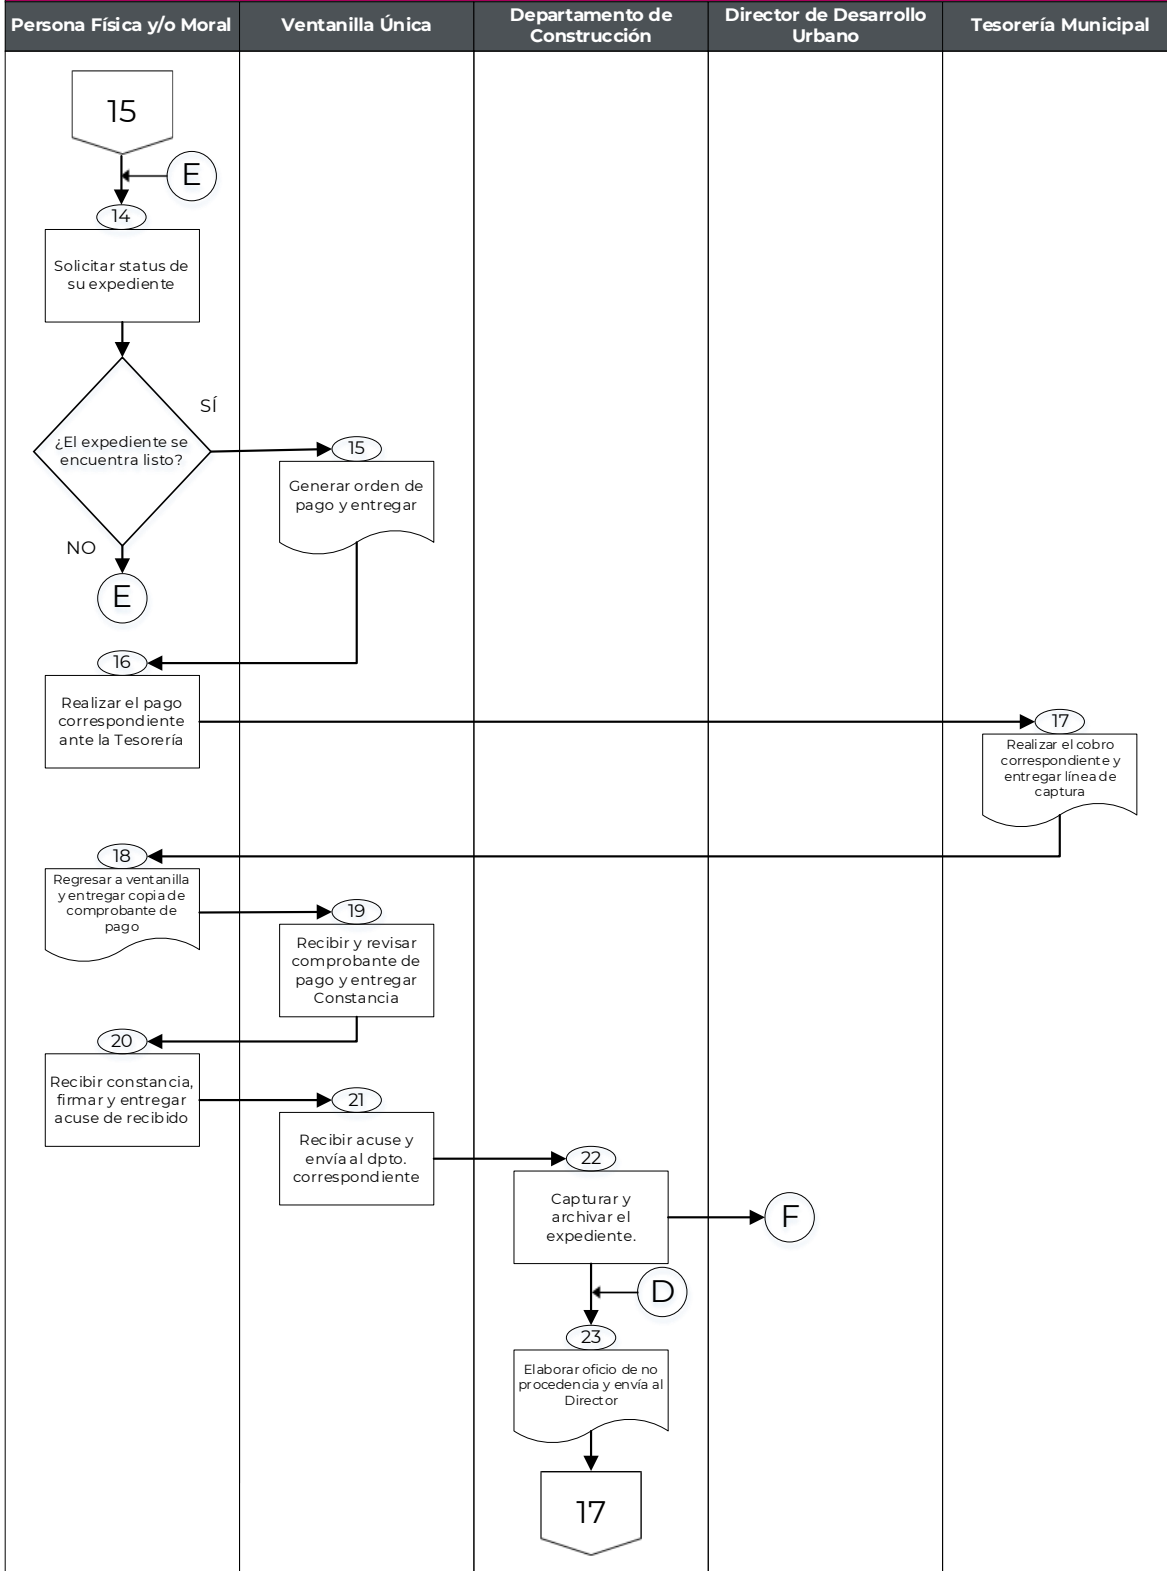 Persona Física y/o Moral
Ventanilla Única
Departamento de
Construcción
Director de Desarrollo
Urbano
Tesorería Municipal
15
E
14
Solicitar status de
su expediente
SÍ
¿El expediente se
encuentra listo?
15
Generar orden de
pago y entregar
NO
E
16
Realizar el pago
correspondiente
ante la Tesorería
17
Realizar el cobro
correspondiente y
entregar línea de
captura
18
Regresar a ventanilla
y entregar copia de
comprobante de
pago
19
Recibir y revisar
comprobante de
pago y entregar
Constancia
20
Recibir constancia,
firmar y entregar
acuse de recibido
21
Recibir acuse y
envía al dpto.
correspondiente
22
Capturar y
archivar el
expediente.
F
D
23
Elaborar oficio de no
procedencia y envía al
Director
17